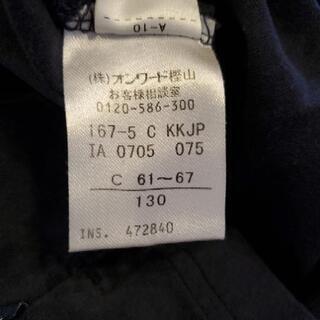 A-10
(株)オンワード樫山
お客様相談室
0120-586-300
167-5 C KKJP
IA 0705 075
C 61～67
130
INS. 472840